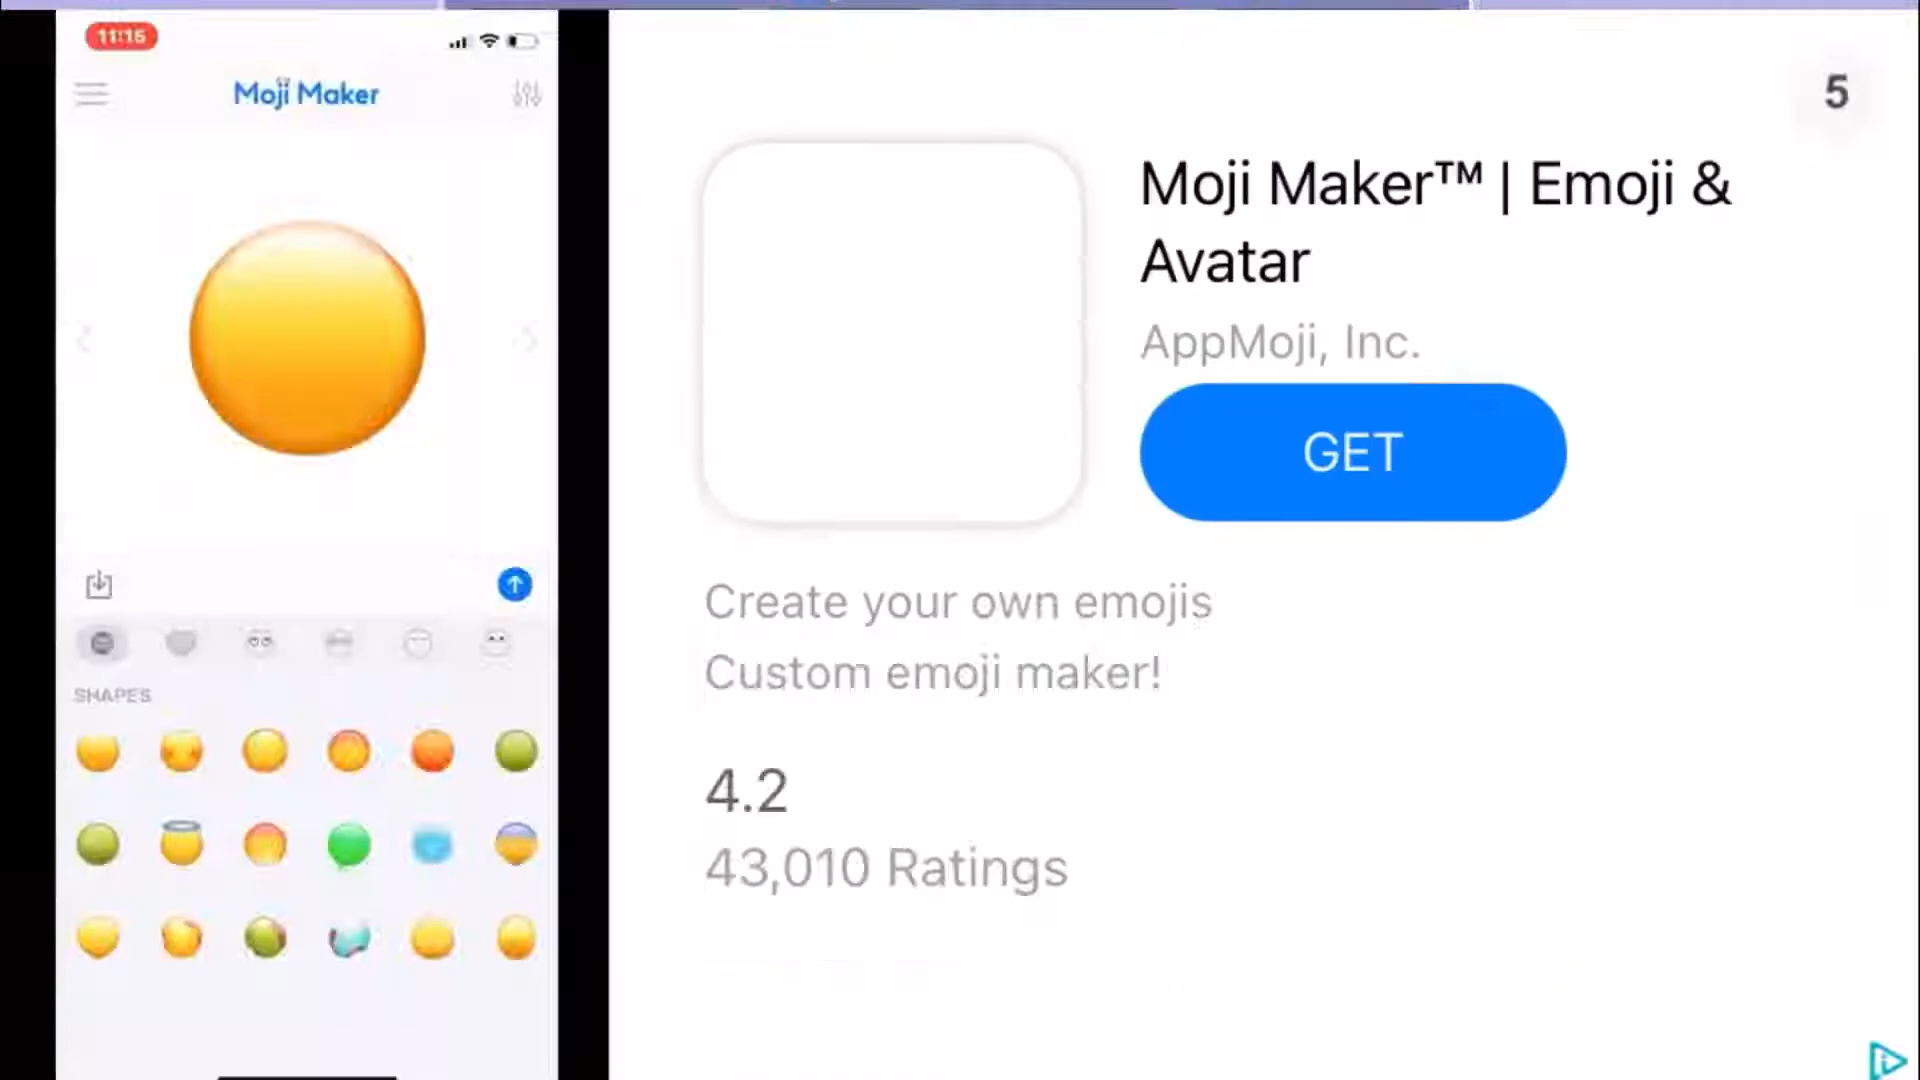 11:15
Moji Maker
SHAPES
5
Moji Maker™ | Emoji &
Avatar
AppMoji, Inc.
GET
Create your own emojis
Custom emoji maker!
4.2
43,010 Ratings